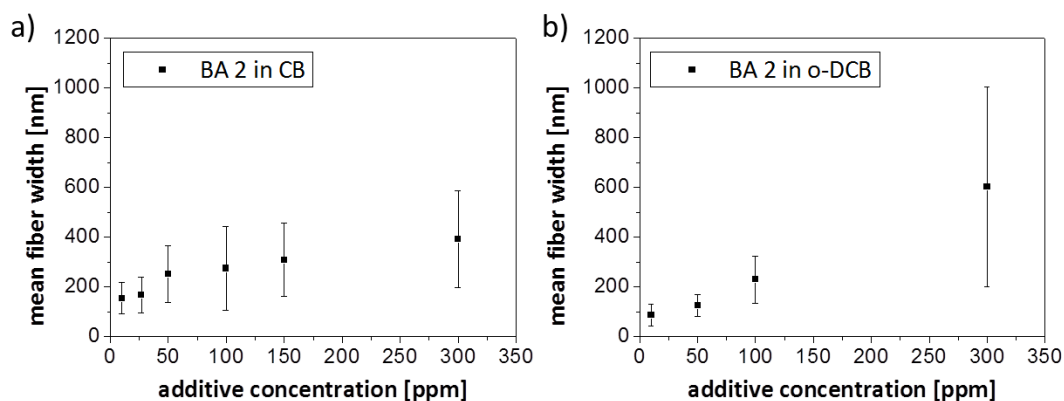 a)
1200
1000
800
600
400
200
0
mean fiber width [nm]
BA 2 in CB
0 50 100 150 200 250 300 350
additive concentration [ppm]
b)
1200
1000
800
600
400
200
0
mean fiber width [nm]
BA 2 in o-DCB
0 50 100 150 200 250 300 350
additive concentration [ppm]